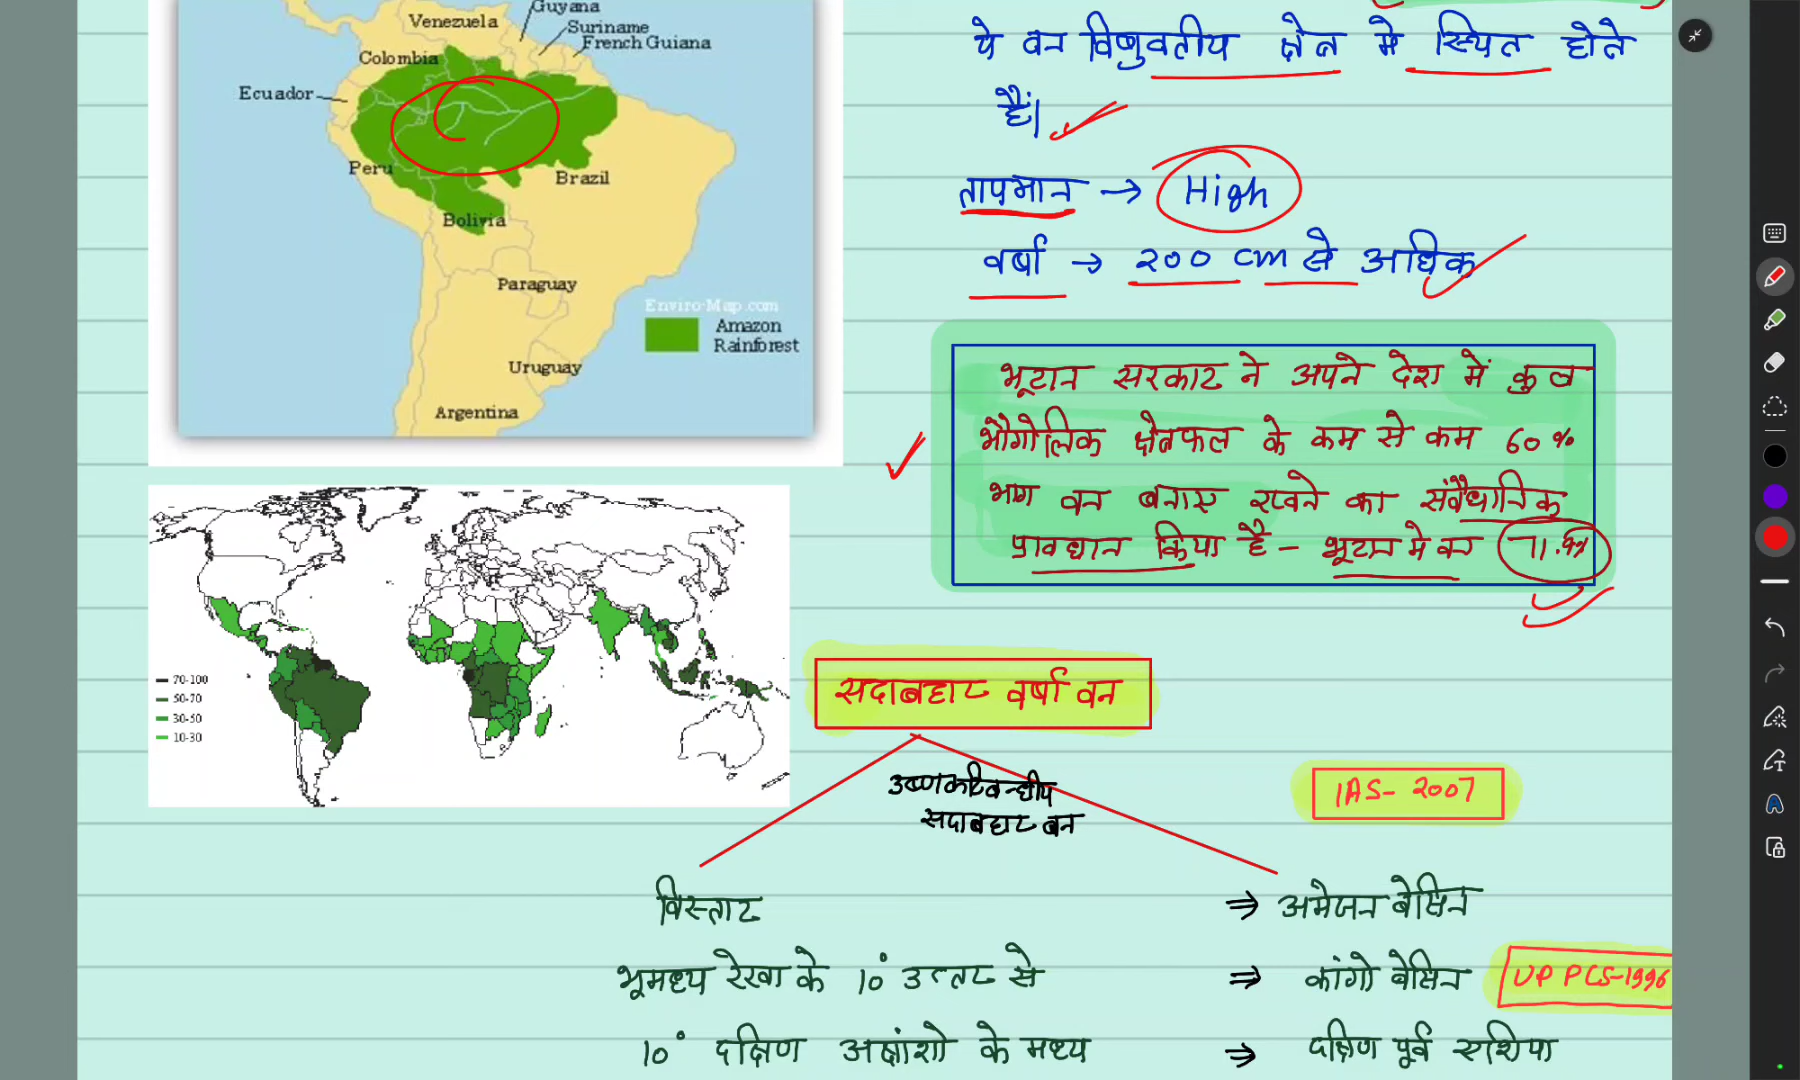 Guyana
Venezuela
Suriname
French Guiana
Colombia
Ecuador
Peru
Brazil
Bolivia
Paraguay
Enviro-Map.com
Amazon
Rainforest
Uruguay
Argentina
ये वन विषुवतीय क्षेत्र में स्थित होते
हैं।
तापमान → High
वर्षा → 200 cm से अधिक
भूटान सरकार ने अपने देश में कुल
भौगोलिक क्षेत्रफल के कम से कम 60 %
भाग वन बनाए रखने का संवैधानिक
प्रावधान किया है – भूटान में वन
70-100
50-70
30-50
10-30
सदाबहार वर्षा वन
उष्णकटिबन्धीय
सदाबहार वन
IAS- 2007
विस्तार
⇒ अमेजन बेसिन
भूमध्य रेखा के 10° उत्तर से
⇒ कांगो बेसिन
UP PCS-1996
10° दक्षिण अक्षांशो के मध्य
⇒ दक्षिण पूर्व एशिया